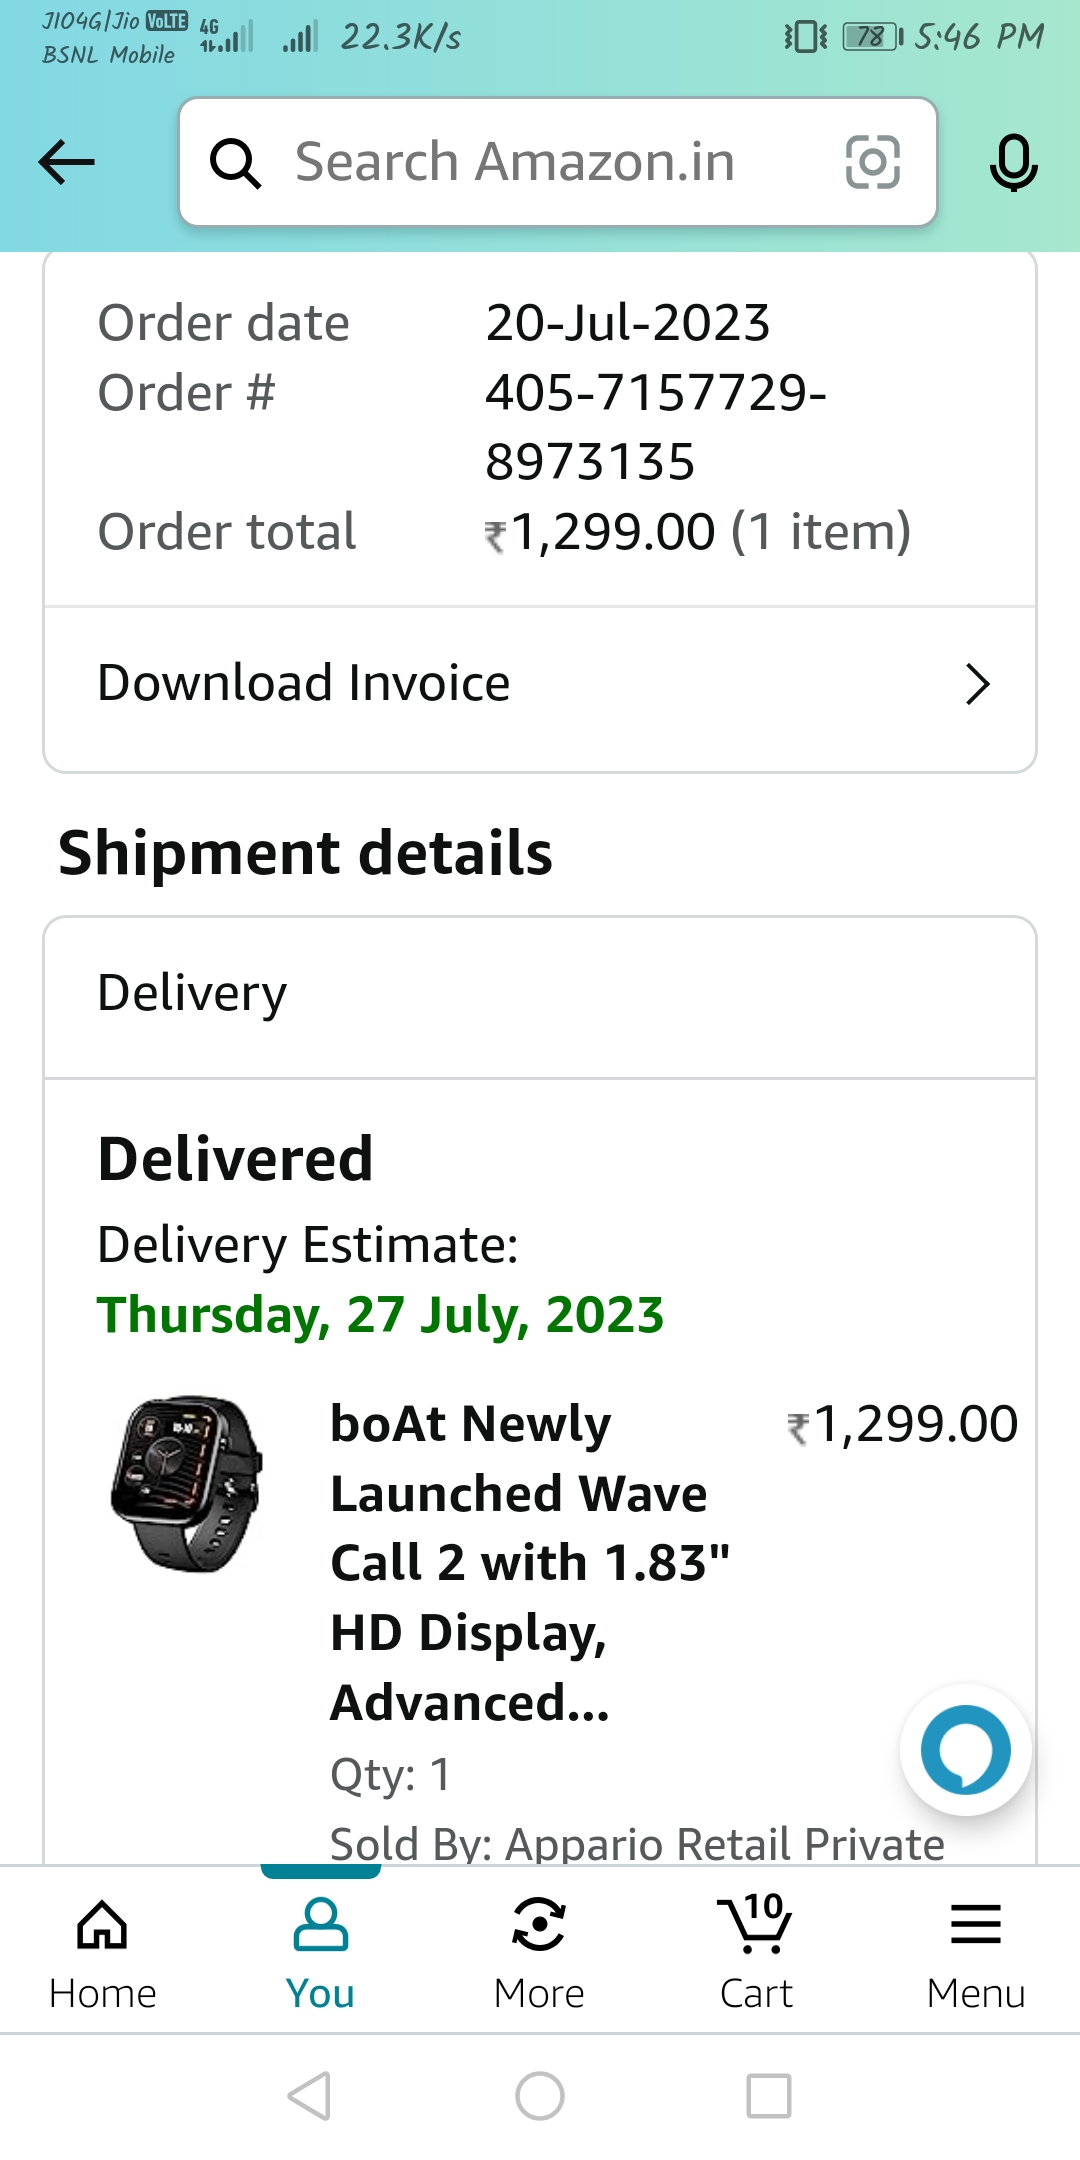 JIO4G|Jio VoLTE 4G 22.3K/s 78 5:46 PM
BSNL Mobile
Search Amazon.in
Order date 20-Jul-2023
Order # 405-7157729-
8973135
Order total ₹1,299.00 (1 item)
Download Invoice
Shipment details
Delivery
Delivered
Delivery Estimate:
Thursday, 27 July, 2023
boAt Newly ₹1,299.00
Launched Wave
Call 2 with 1.83"
HD Display,
Advanced...
Qty: 1
Sold By: Appario Retail Private
10
Home You More Cart Menu